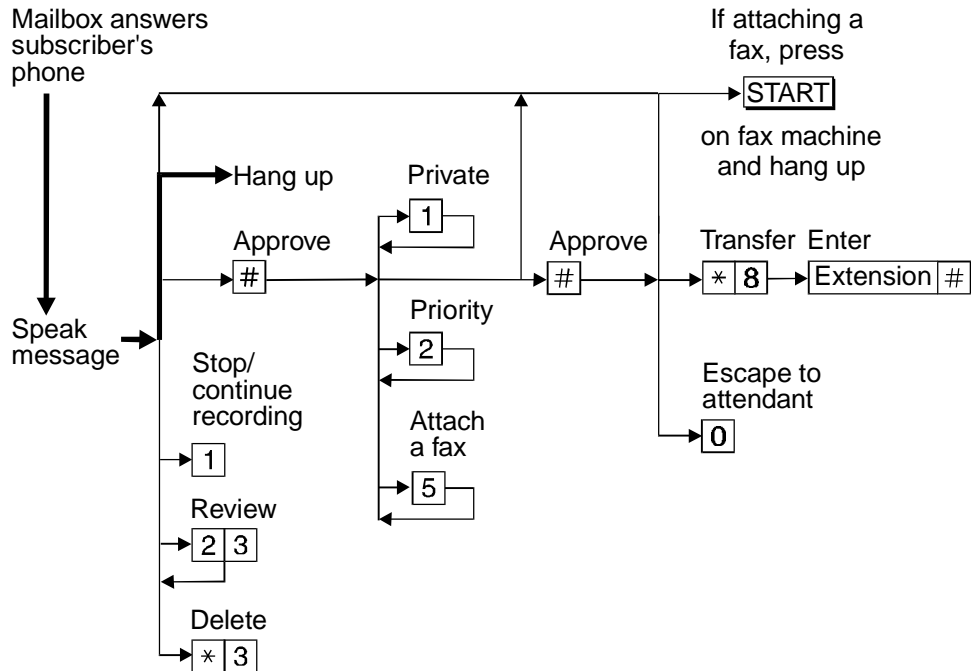 Mailbox answers
subscriber's
phone
If attaching a
fax, press
START
on fax machine
and hang up
Hang up
Private
1
Approve
#
Approve
#
Transfer
* 8
Enter
Extension #
Speak
message
Priority
2
Stop/
continue
recording
1
Attach
a fax
5
Escape to
attendant
0
Review
2 3
Delete
* 3